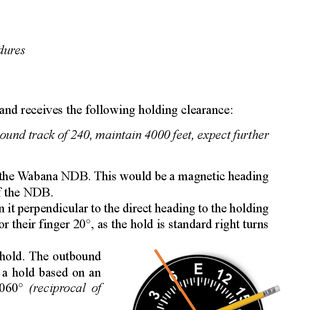 dures
and receives the following holding clearance:
ound track of 240, maintain 4000 feet, expect further
the Wabana NDB. This would be a magnetic heading
f the NDB.
n it perpendicular to the direct heading to the holding
or their finger 20°, as the hold is standard right turns
hold. The outbound
a hold based on an
060° (reciprocal of
3 6 E 12 15